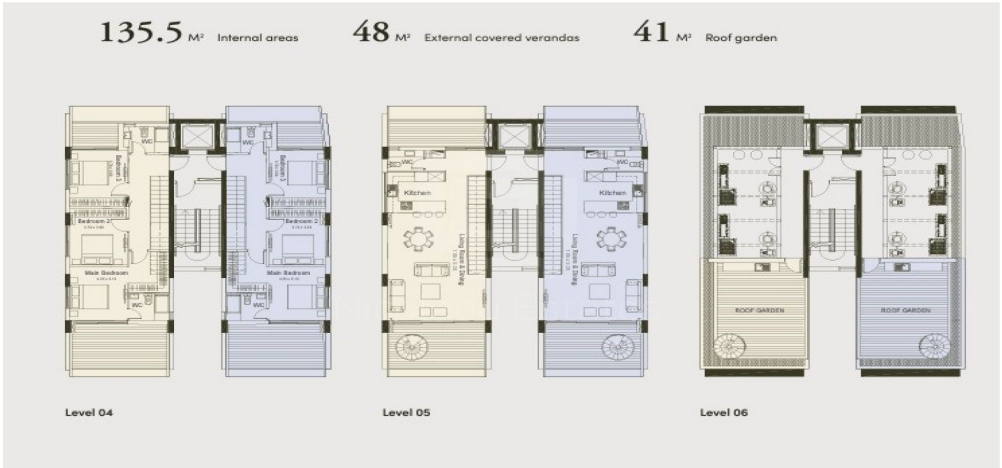 135.5 M² Internal areas 48 M² External covered verandas 41 M² Roof garden
WC WC WC WC
Bedroom 3 Bedroom 3
Kitchen Kitchen
Bedroom 2 Bedroom 2
Living Room & Dining Living Room & Dining
Main Bedroom Main Bedroom
WC WC
ROOF GARDEN ROOF GARDEN
Level 04 Level 05 Level 06